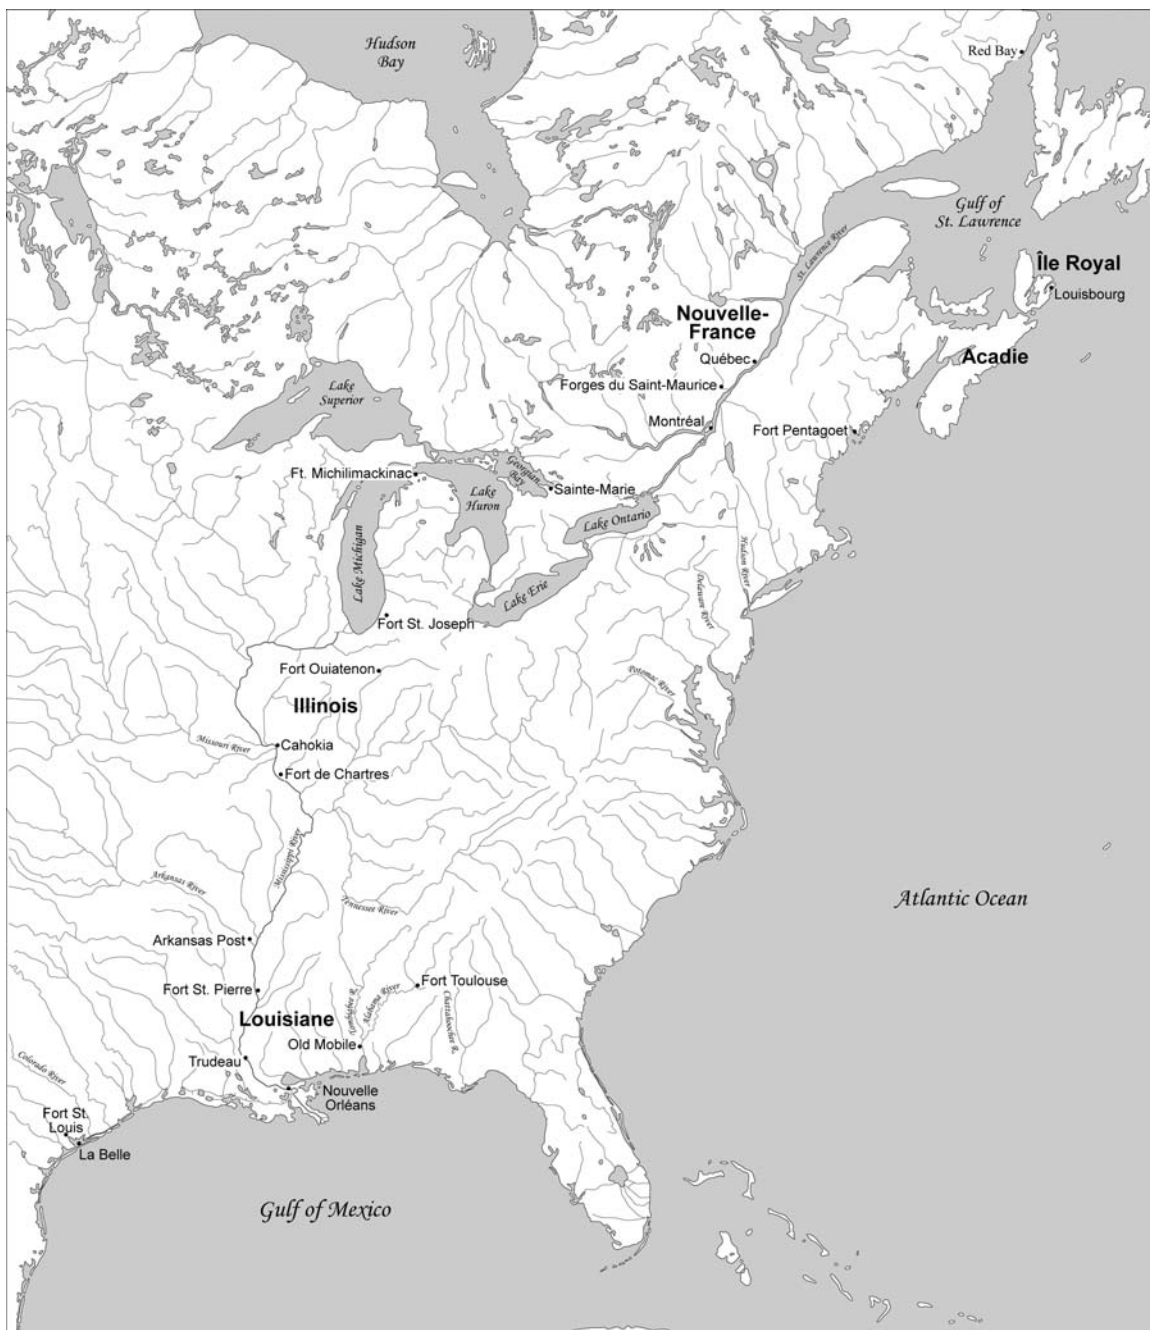 Hudson
Bay
Red Bay
Gulf of
St. Lawrence
St. Lawrence River
Île Royal
Louisbourg
Nouvelle-
France
Acadie
Québec
Forges du Saint-Maurice
Lake
Superior
Montréal
Fort Pentagoet
Ft. Michilimackinac
Georgian
Bay
Sainte-Marie
Lake
Huron
Lake Ontario
Lake Michigan
Hudson River
Lake Erie
Delaware River
Fort St. Joseph
Fort Ouiatenon
Potomac River
Illinois
Missouri River
Cahokia
Fort de Chartres
Mississippi River
Arkansas River
Tennessee River
Atlantic Ocean
Arkansas Post
Fort St. Pierre
Fort Toulouse
Tombigbee R.
Alabama River
Chattahoochee R.
Louisiane
Old Mobile
Trudeau
Colorado River
Nouvelle
Orléans
Fort St.
Louis
La Belle
Gulf of Mexico